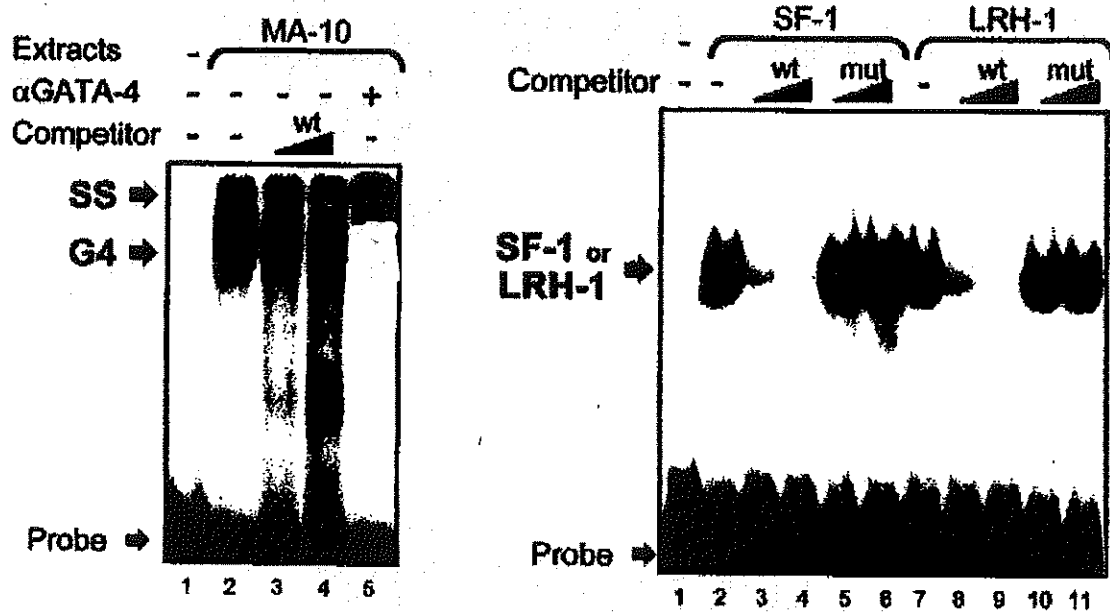 MA-10
Extracts -
αGATA-4 - - - - +
wt
Competitor - - -
SS
G4
Probe
1 2 3 4 5
SF-1 LRH-1
-
wt mut wt mut
Competitor - - -
SF-1 or
LRH-1
Probe
1 2 3 4 5 6 7 8 9 10 11